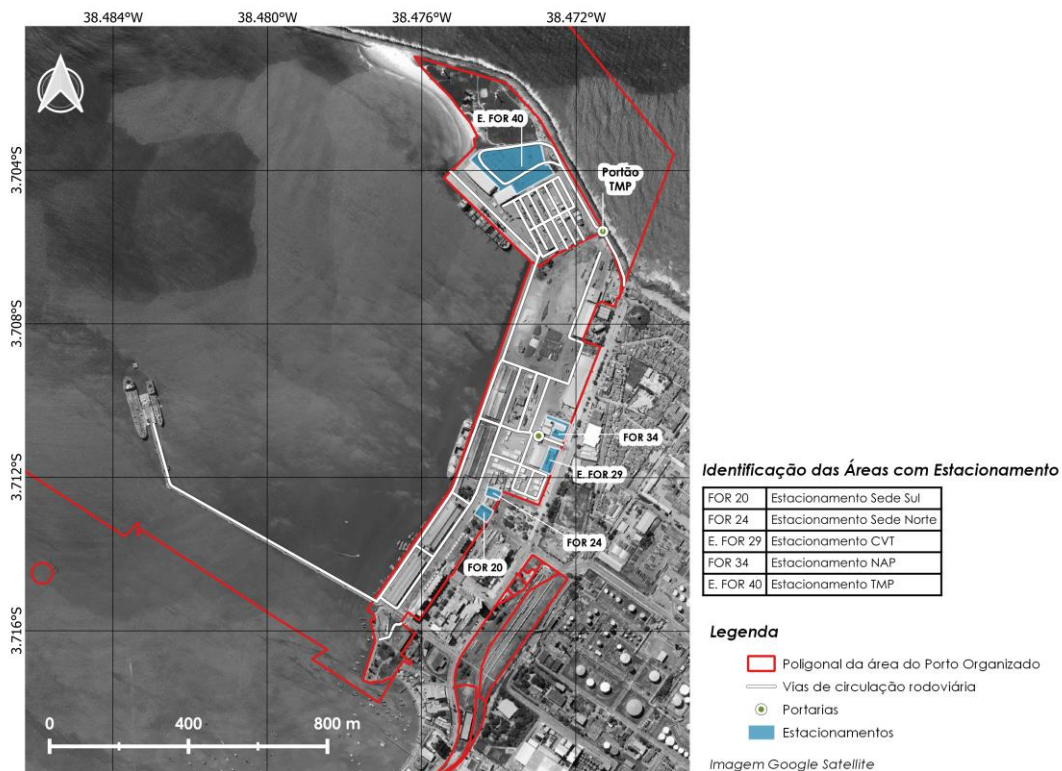 38.484°W 38.480°W 38.476°W 38.472°W
E. FOR 40
3.704°S
Portão
TMP
3.708°S
FOR 34
E. FOR 29
3.712°S
FOR 24
FOR 20
3.716°S
0 400 800 m
Identificação das Áreas com Estacionamento
FOR 20 Estacionamento Sede Sul
FOR 24 Estacionamento Sede Norte
E. FOR 29 Estacionamento CVT
FOR 34 Estacionamento NAP
E. FOR 40 Estacionamento TMP
Legenda
Poligonal da área do Porto Organizado
Vias de circulação rodoviária
Portarias
Estacionamentos
Imagem Google Satellite